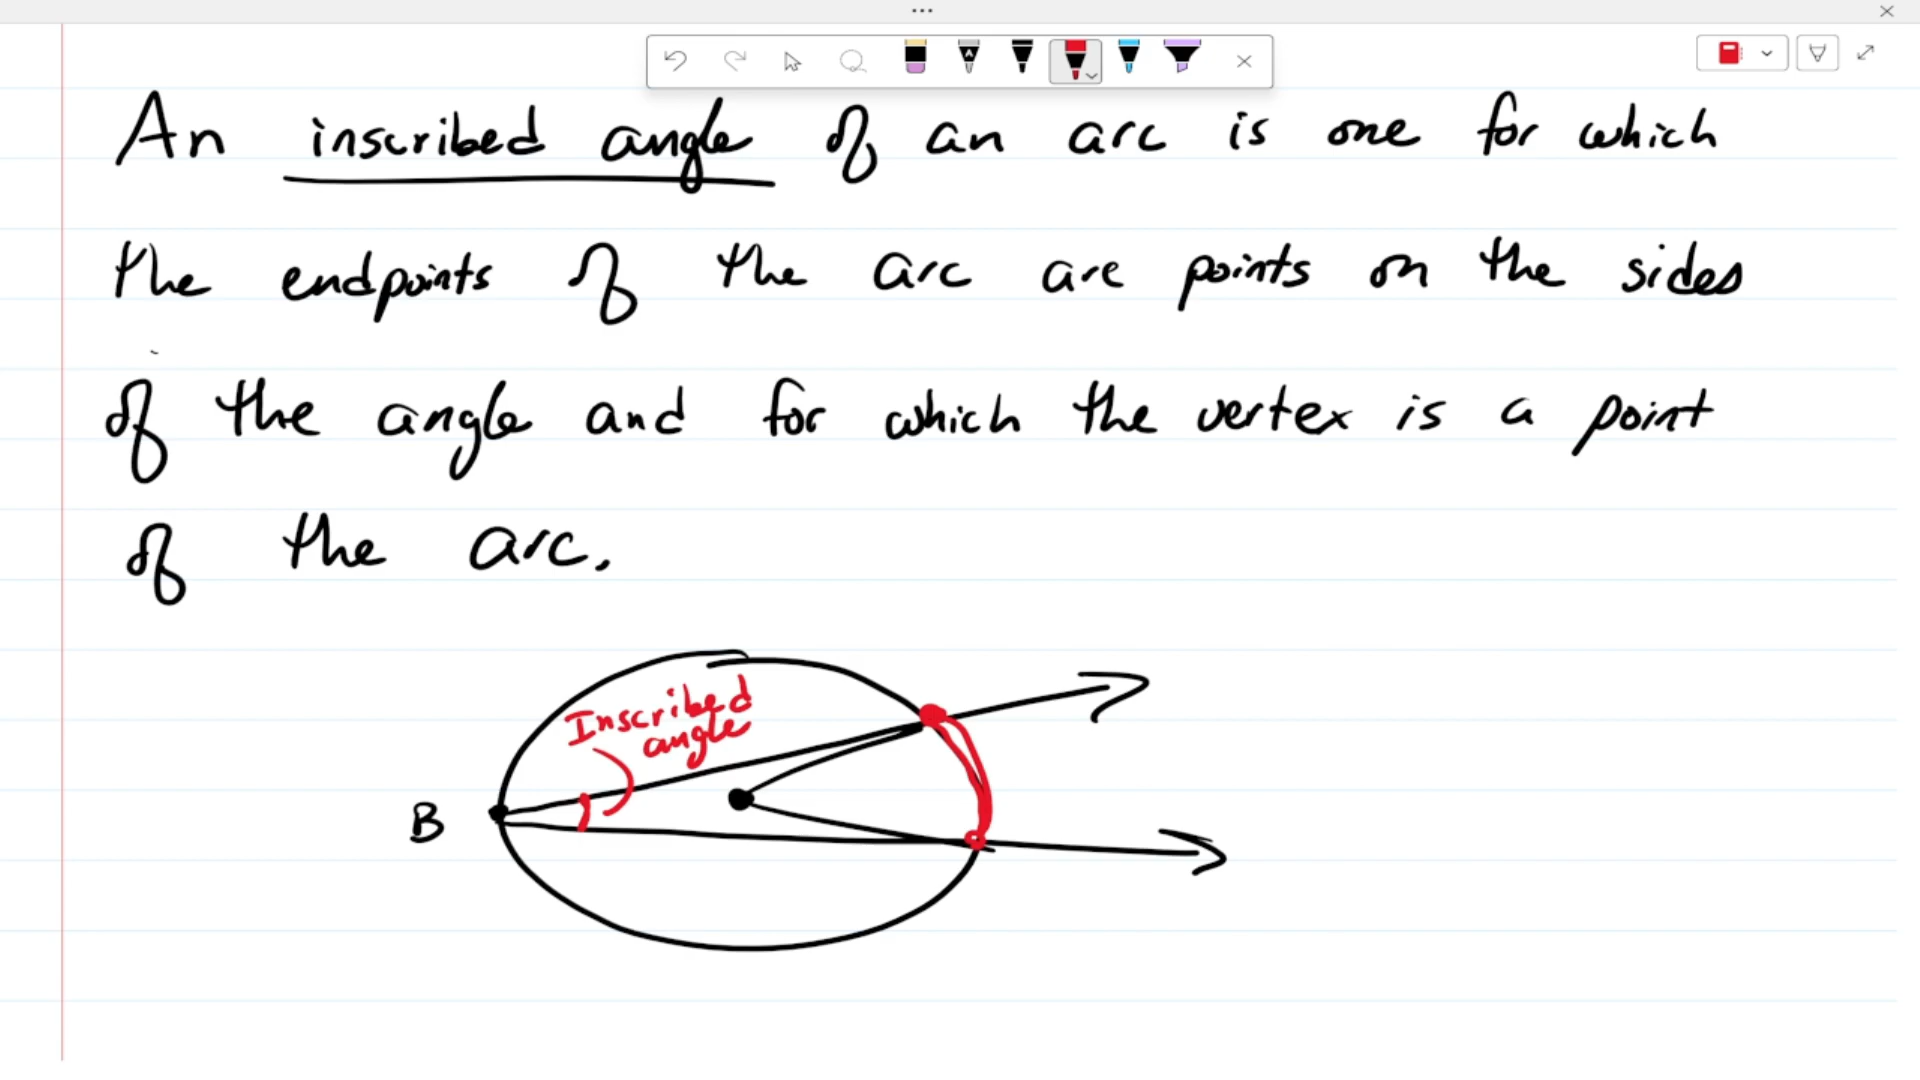 An inscribed angle of an arc is one for which
the endpoints of the arc are points on the sides
of the angle and for which the vertex is a point
of the arc.
Inscribed
angle
B